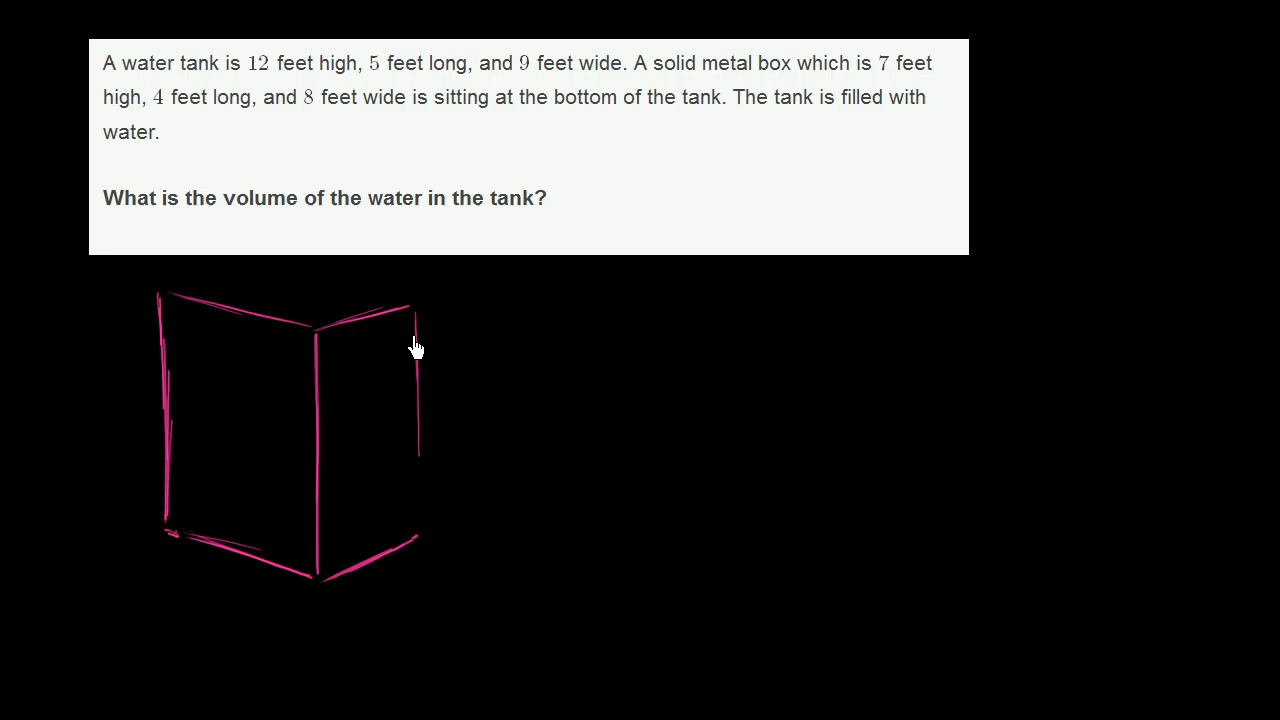 A water tank is 12 feet high, 5 feet long, and 9 feet wide. A solid metal box which is 7 feet
high, 4 feet long, and 8 feet wide is sitting at the bottom of the tank. The tank is filled with
water.
What is the volume of the water in the tank?